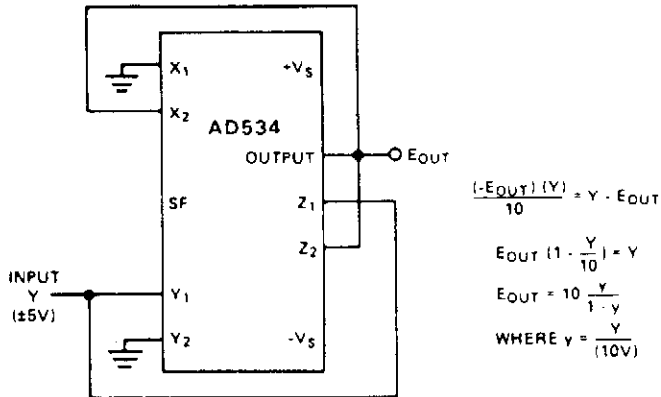 X1
+VS
X2
AD534
OUTPUT
EOUT
SF
Z1
Z2
INPUT
Y
(±5V)
Y1
Y2
-VS
(-EOUT) (Y)
10
= Y - EOUT
EOUT (1 - Y/10) = Y
EOUT = 10 y/1 - y
WHERE y = Y/(10V)